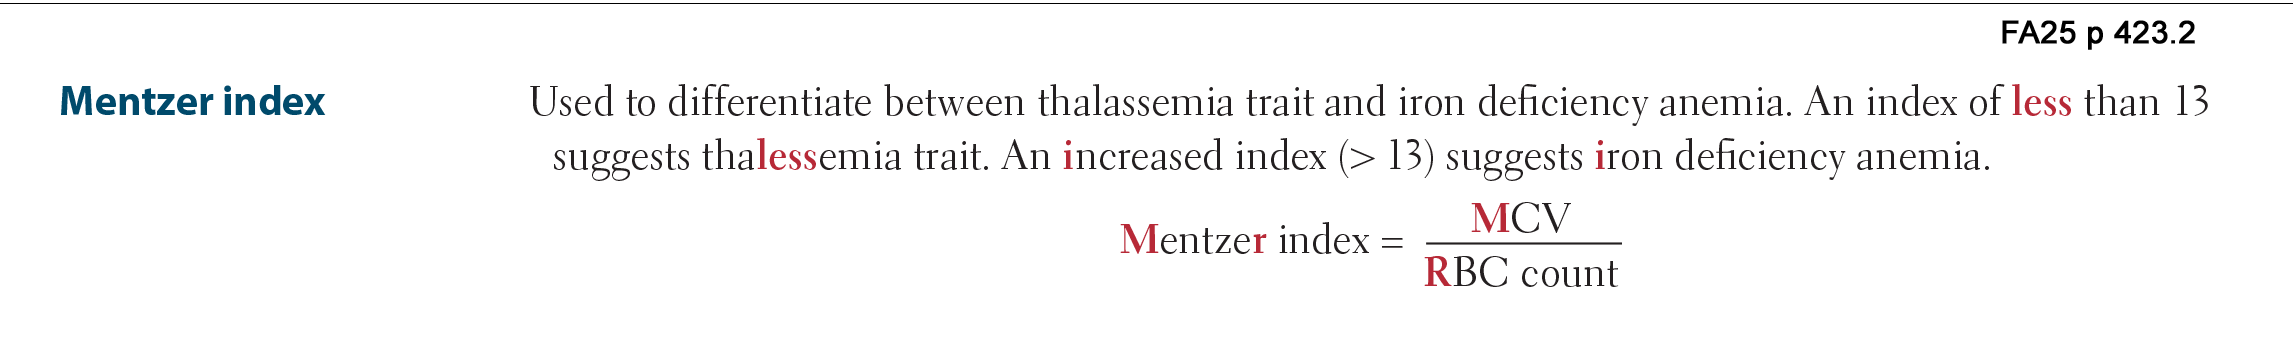 FA25 p 423.2
Mentzer index
Used to differentiate between thalassemia trait and iron deficiency anemia. An index of less than 13
suggests thalessemia trait. An increased index (> 13) suggests iron deficiency anemia.
Mentzer index = MCV
RBC count